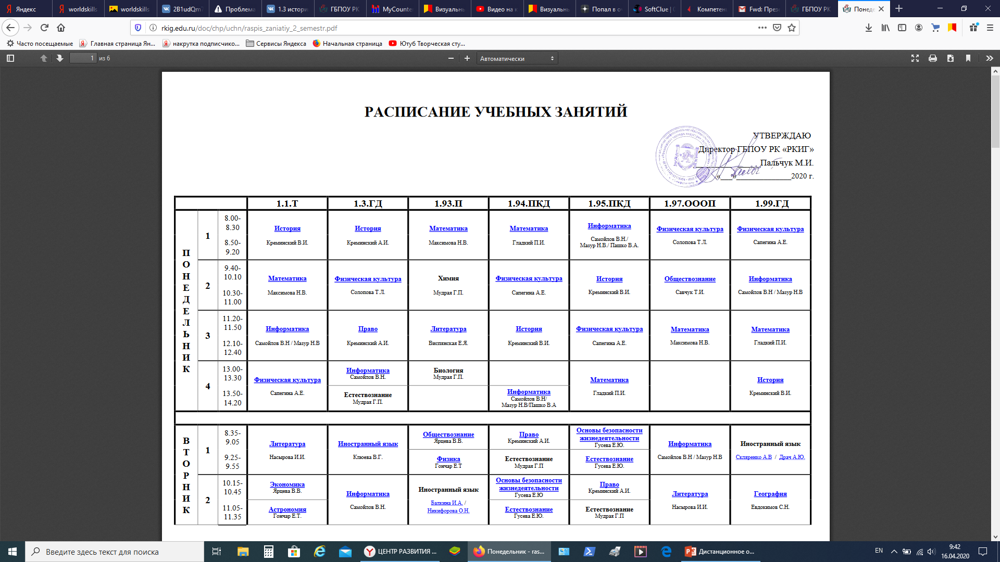 Яндекс
worldskills
worldskills
2B1udQm7
Проблема
1.3 истори
ГБПОУ РК
MyCounte
Визуальнь
Видео на к
Визуальнь
Попал в оч
SoftClue | (
Компетен
Fwd: През
ГБПОУ РК
Понеде
rkig.edu.ru/doc/chp/uchn/raspis_zaniatiy_2_semestr.pdf
Часто посещаемые
Главная страница Ян...
накрутка подписчико...
Сервисы Яндекса
Начальная страница
Ютуб Творческая сту...
1 из 6
Автоматически
РАСПИСАНИЕ УЧЕБНЫХ ЗАНЯТИЙ
УТВЕРЖДАЮ
Директор ГБПОУ РК «РКИГ»
Пальчук М.И.
«___»______________2020 г.
1.1.Т 1.3.ГД 1.93.П 1.94.ПКД 1.95.ПКД 1.97.ОООП 1.99.ГД
ПОНЕДЕЛЬНИК
1
8.00-
8.30
8.50-
9.20
История
Креминский В.И.
История
Креминский А.И.
Математика
Максимова Н.В.
Математика
Гладкий П.И.
Информатика
Самойлов В.Н./
Мазур Н.В./ Пашко В.А.
Физическая культура
Солопова Т.Л.
Физическая культура
Сапегина А.Е.
2
9.40-
10.10
10.30-
11.00
Математика
Максимова Н.В.
Физическая культура
Солопова Т.Л.
Химия
Мудрая Г.П.
Физическая культура
Сапегина А.Е.
История
Креминский В.И.
Обществознание
Савчук Т.И.
Информатика
Самойлов В.Н / Мазур Н.В
3
11.20-
11.50
12.10-
12.40
Информатика
Самойлов В.Н / Мазур Н.В
Право
Креминский А.И.
Литература
Виспянская Е.Я.
История
Креминский В.И.
Физическая культура
Сапегина А.Е.
Математика
Максимова Н.В.
Математика
Гладкий П.И.
4
13.00-
13.30
13.50-
14.20
Физическая культура
Сапегина А.Е.
Информатика
Самойлов В.Н.
Естествознание
Мудрая Г.П.
Биология
Мудрая Г.П.
Информатика
Самойлов В.Н/
Мазур Н.В/Пашко В.А
Математика
Гладкий П.И.
История
Креминский В.И.
ВТОРНИК
1
8.35-
9.05
9.25-
9.55
Литература
Насырова И.И.
Иностранный язык
Клюева В.Г.
Обществознание
Ярцева В.В.
Физика
Гончар Е.Т
Право
Креминский А.И.
Естествознание
Мудрая Г.П
Основы безопасности
жизнедеятельности
Гусева Е.Ю.
Естествознание
Гусева Е.Ю.
Информатика
Самойлов В.Н / Мазур Н.В
Иностранный язык
Скляренко А.В / Драч А.Ю.
2
10.15-
10.45
11.05-
11.35
Экономика
Ярцева В.В.
Астрономия
Гончар Е.Т.
Информатика
Самойлов В.Н.
Иностранный язык
Балкина И.А. /
Никифорова О.Н.
Основы безопасности
жизнедеятельности
Гусева Е.Ю
Естествознание
Гусева Е.Ю.
Право
Креминский А.И.
Естествознание
Мудрая Г.П
Литература
Насырова И.И.
География
Евдокимов С.Н.
Введите здесь текст для поиска
ЦЕНТР РАЗВИТИЯ ...
Понедельник - ras...
Дистанционное о...
EN
9:42
16.04.2020